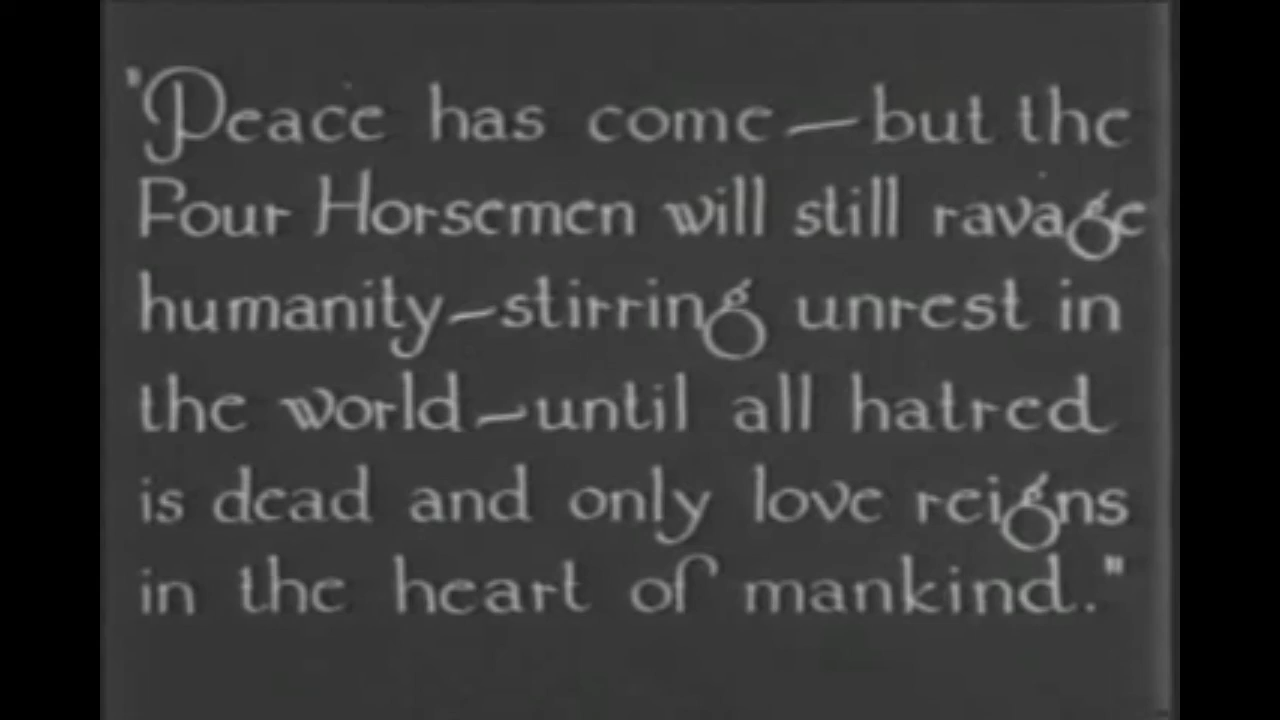 "Peace has come—but the
Four Horsemen will still ravage
humanity—stirring unrest in
the world—until all hatred
is dead and only love reigns
in the heart of mankind."